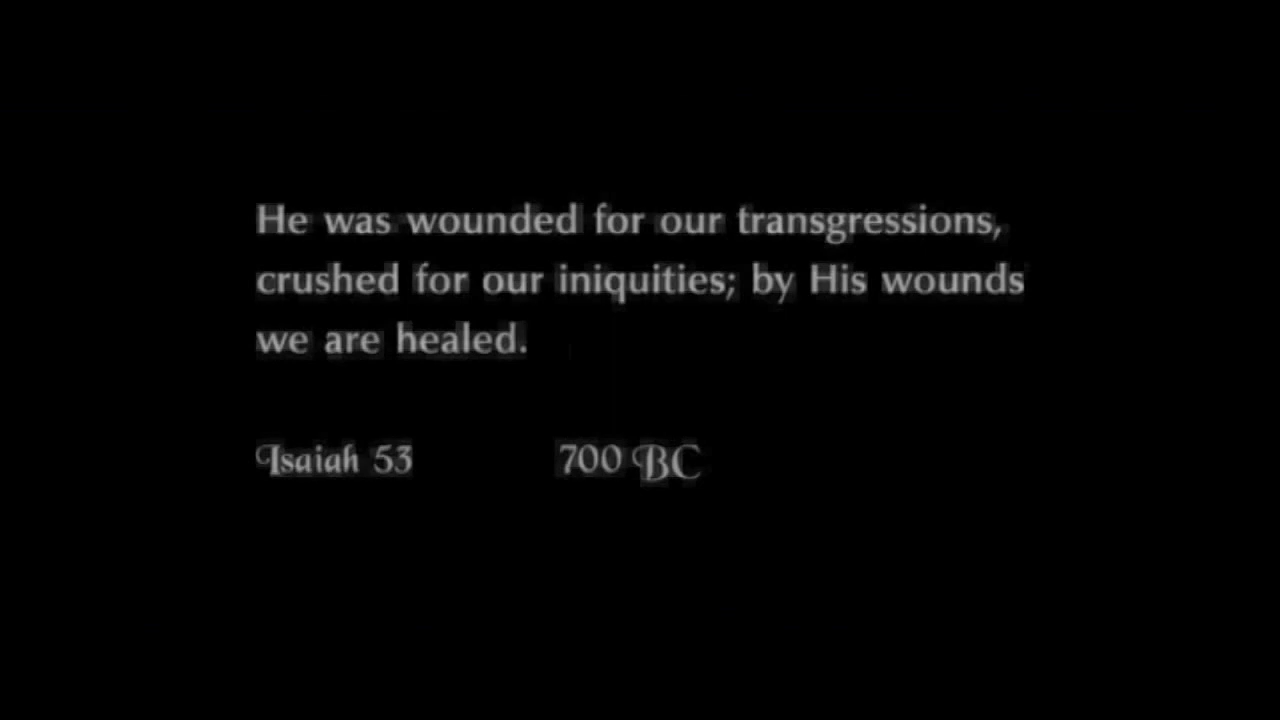 He was wounded for our transgressions,
crushed for our iniquities; by His wounds
we are healed.
Isaiah 53 700 BC